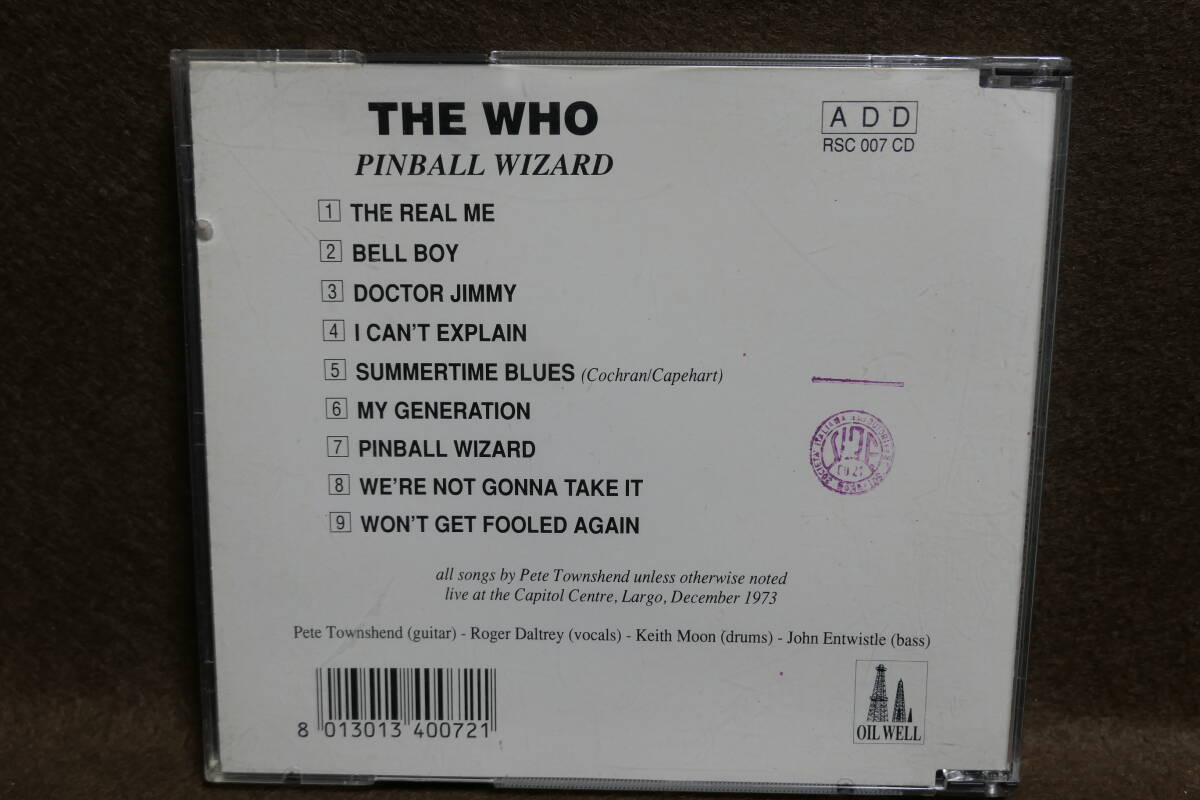 THE WHO
PINBALL WIZARD
A D D
RSC 007 CD
1 THE REAL ME
2 BELL BOY
3 DOCTOR JIMMY
4 I CAN'T EXPLAIN
5 SUMMERTIME BLUES (Cochran/Capehart)
6 MY GENERATION
7 PINBALL WIZARD
8 WE'RE NOT GONNA TAKE IT
9 WON'T GET FOOLED AGAIN
all songs by Pete Townshend unless otherwise noted
live at the Capitol Centre, Largo, December 1973
Pete Townshend (guitar) - Roger Daltrey (vocals) - Keith Moon (drums) - John Entwistle (bass)
8 013013 400721
OIL WELL